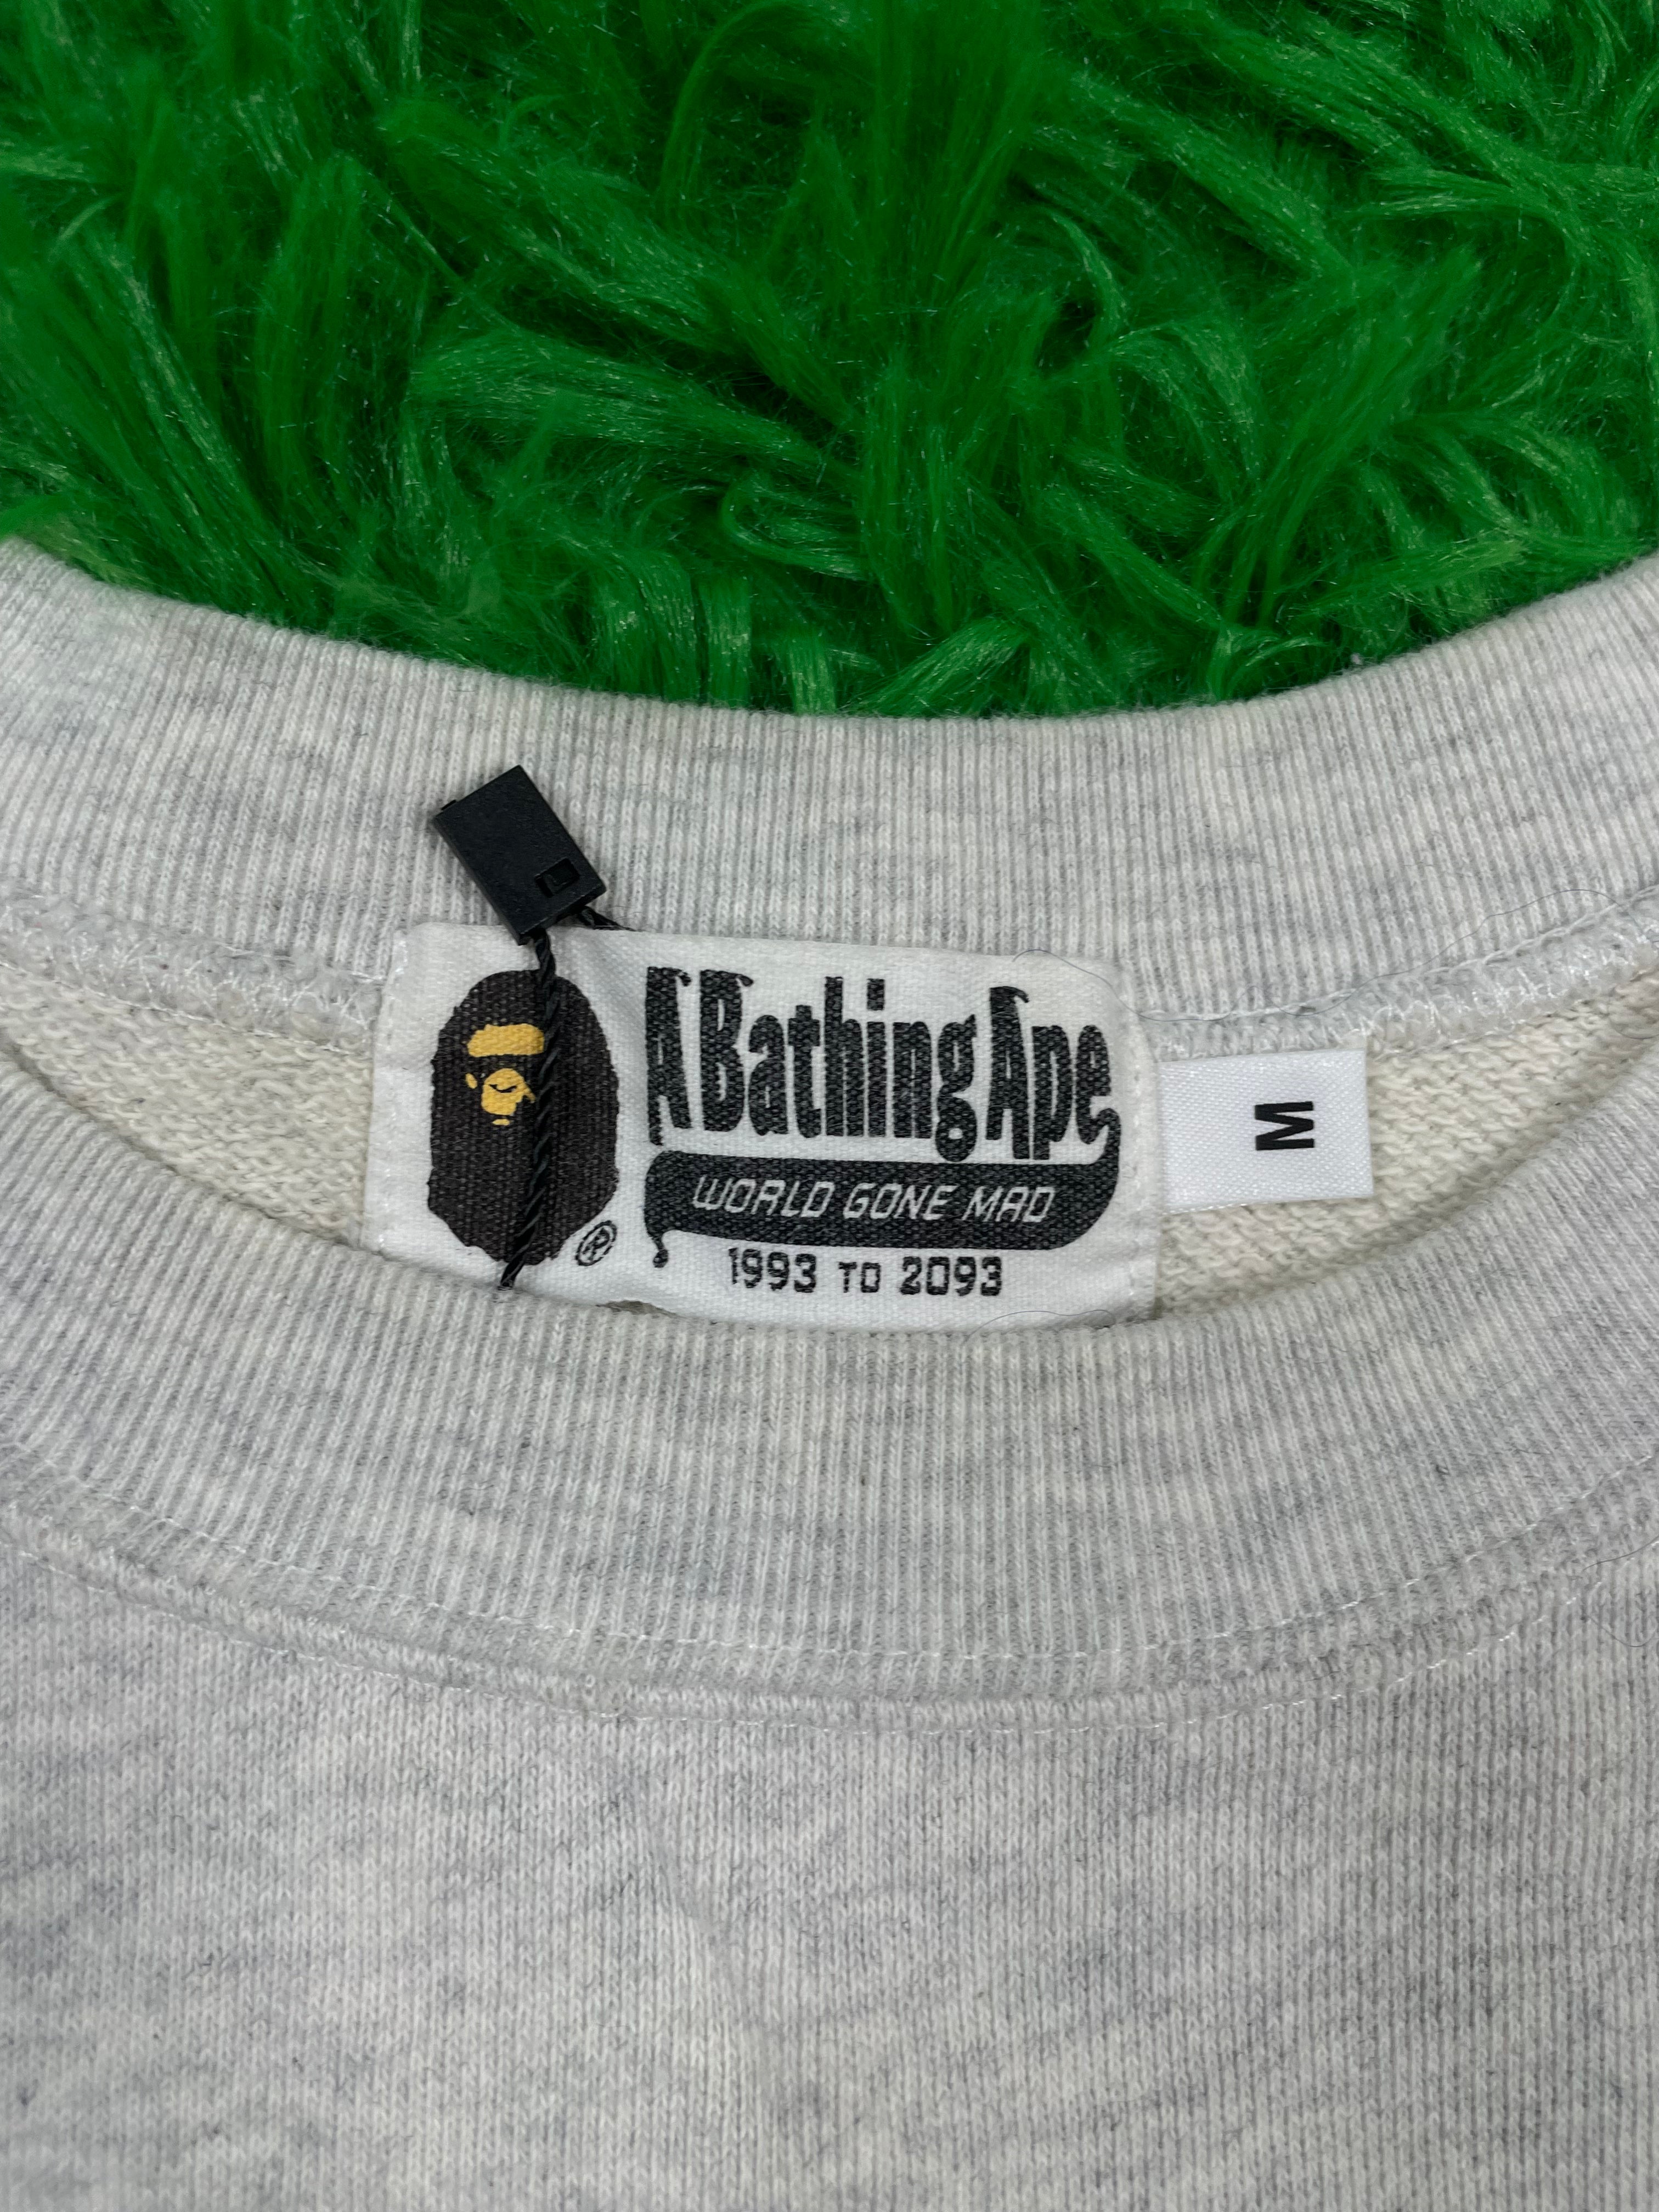 A Bathing Ape
WORLD GONE MAD
1993 TO 2093
®
M